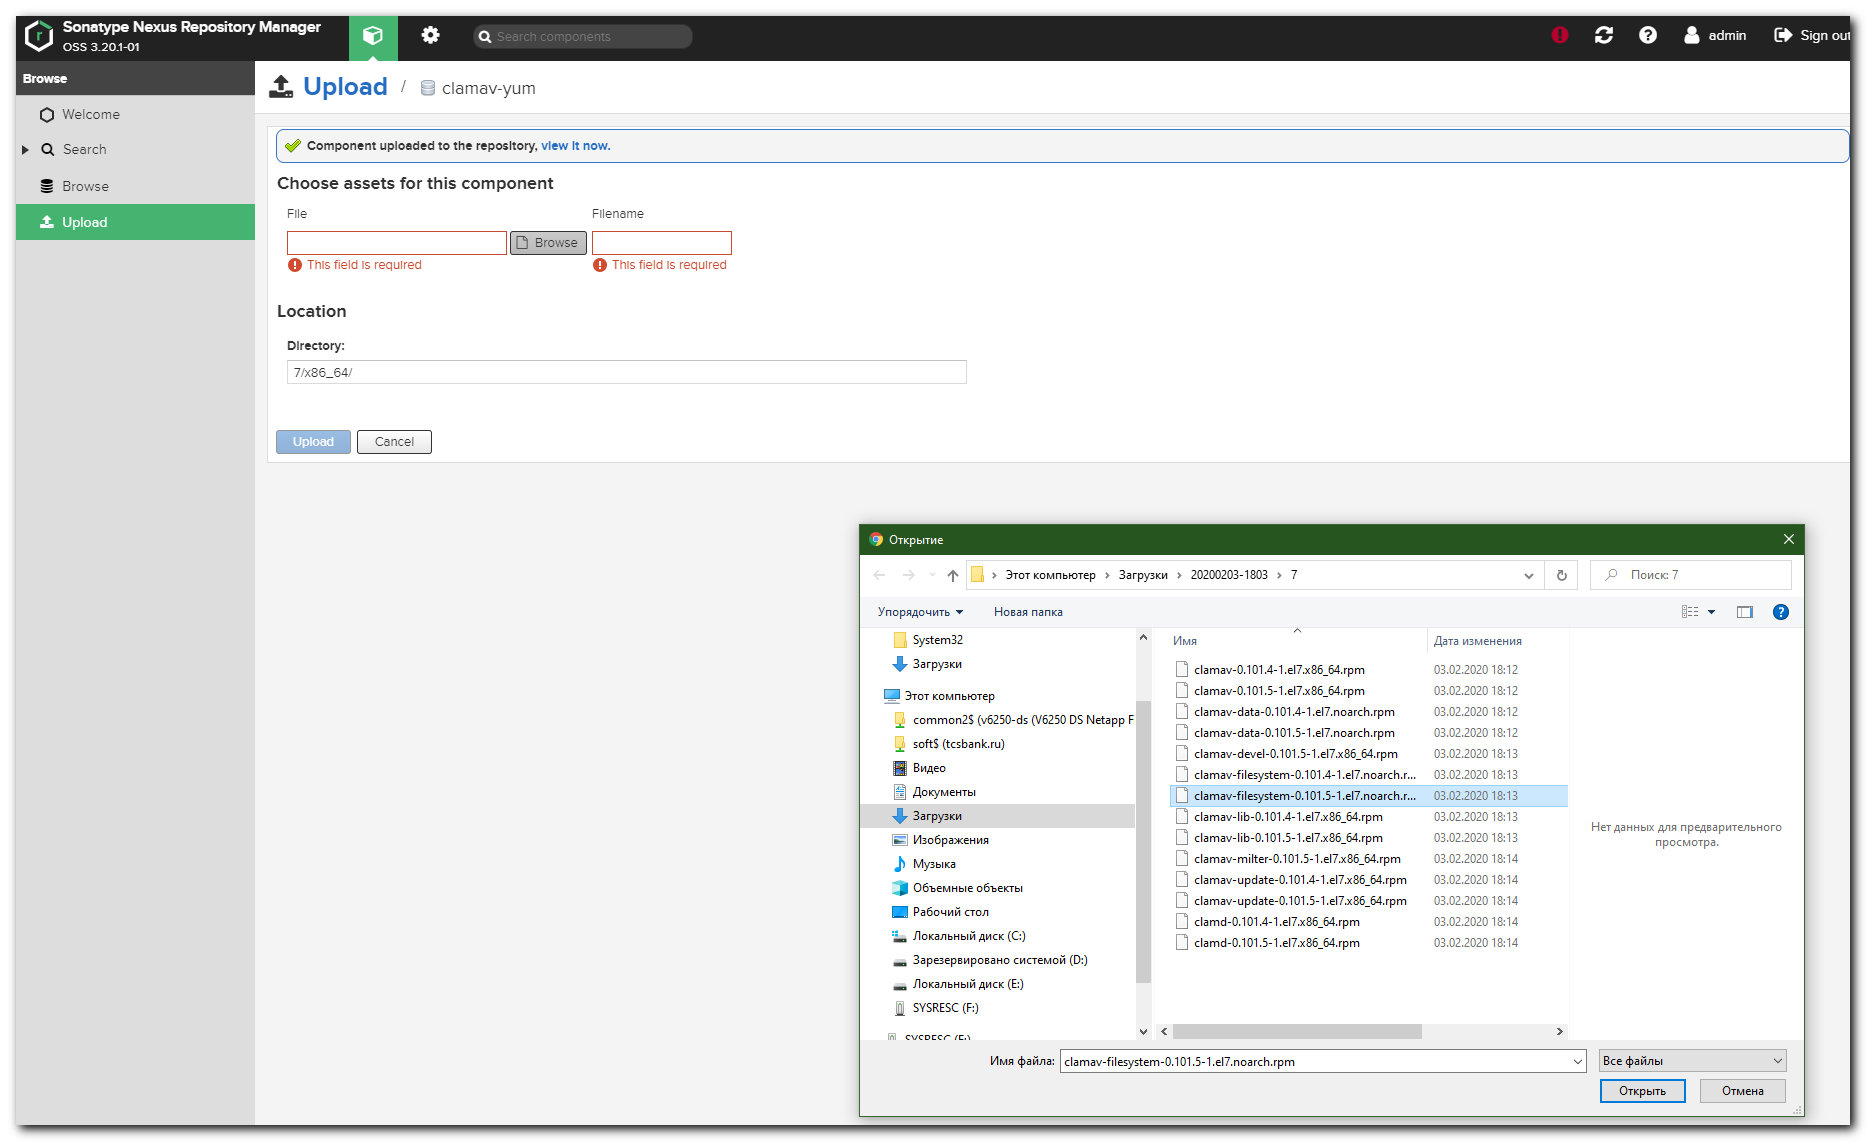 Sonatype Nexus Repository Manager
OSS 3.20.1-01
Search components
admin
Sign out
Browse
Welcome
Search
Browse
Upload
Upload / clamav-yum
Component uploaded to the repository, view it now.
Choose assets for this component
File Filename
Browse
This field is required This field is required
Location
Directory:
7/x86_64/
Upload Cancel
Открытие
Этот компьютер › Загрузки › 20200203-1803 › 7
Поиск: 7
Упорядочить Новая папка
System32
Загрузки
Этот компьютер
common2$ (v6250-ds (V6250 DS Netapp F
soft$ (tcsbank.ru)
Видео
Документы
Загрузки
Изображения
Музыка
Объемные объекты
Рабочий стол
Локальный диск (C:)
Зарезервировано системой (D:)
Локальный диск (E:)
SYSRESC (F:)
SYSRESC (F:)
Имя Дата изменения
clamav-0.101.4-1.el7.x86_64.rpm 03.02.2020 18:12
clamav-0.101.5-1.el7.x86_64.rpm 03.02.2020 18:12
clamav-data-0.101.4-1.el7.noarch.rpm 03.02.2020 18:12
clamav-data-0.101.5-1.el7.noarch.rpm 03.02.2020 18:12
clamav-devel-0.101.5-1.el7.x86_64.rpm 03.02.2020 18:13
clamav-filesystem-0.101.4-1.el7.noarch.r... 03.02.2020 18:13
clamav-filesystem-0.101.5-1.el7.noarch.r... 03.02.2020 18:13
clamav-lib-0.101.4-1.el7.x86_64.rpm 03.02.2020 18:13
clamav-lib-0.101.5-1.el7.x86_64.rpm 03.02.2020 18:13
clamav-milter-0.101.5-1.el7.x86_64.rpm 03.02.2020 18:14
clamav-update-0.101.4-1.el7.x86_64.rpm 03.02.2020 18:14
clamav-update-0.101.5-1.el7.x86_64.rpm 03.02.2020 18:14
clamd-0.101.4-1.el7.x86_64.rpm 03.02.2020 18:14
clamd-0.101.5-1.el7.x86_64.rpm 03.02.2020 18:14
Нет данных для предварительного
просмотра.
Имя файла: clamav-filesystem-0.101.5-1.el7.noarch.rpm
Все файлы
Открыть Отмена